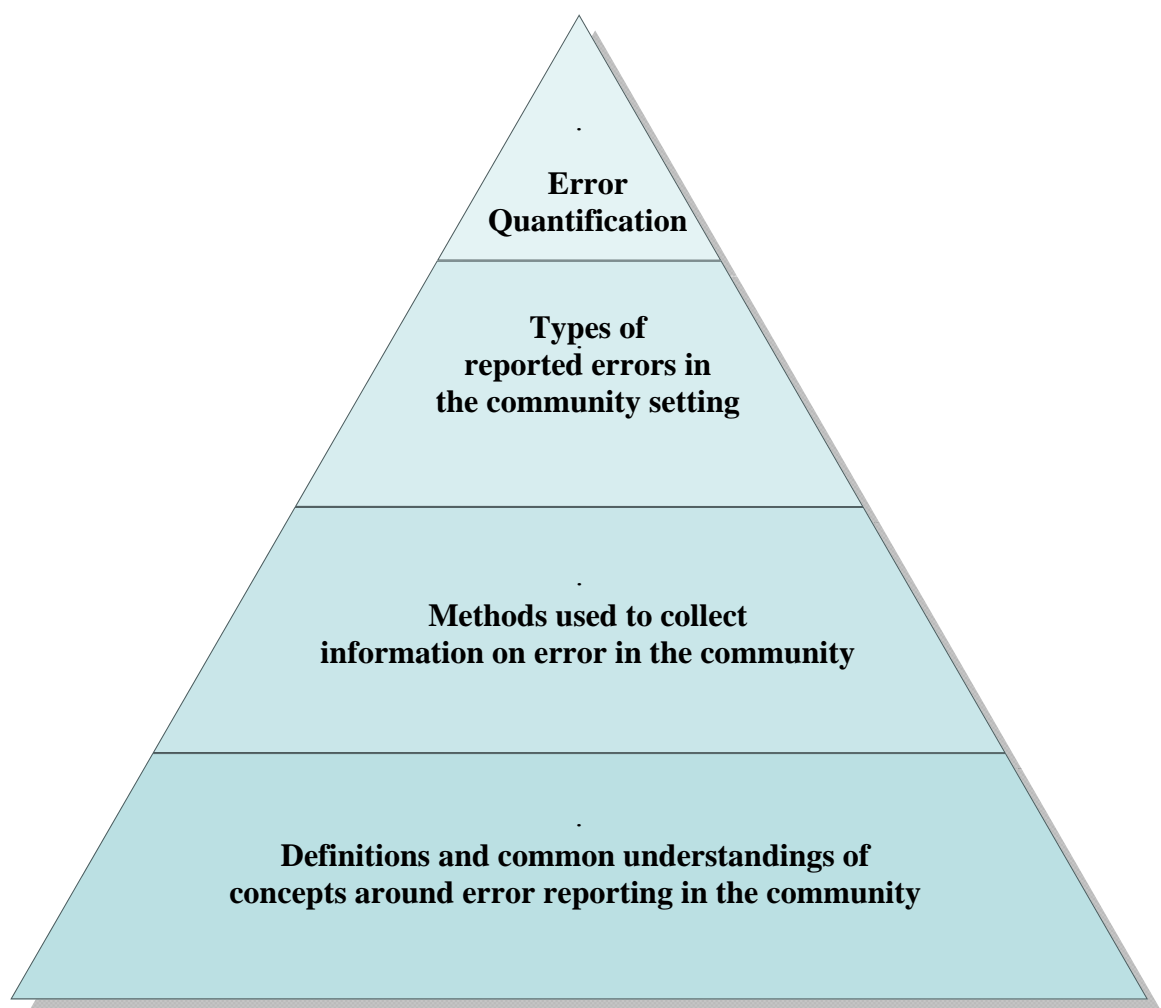 Error
Quantification
Types of
reported errors in
the community setting
Methods used to collect
information on error in the community
Definitions and common understandings of
concepts around error reporting in the community